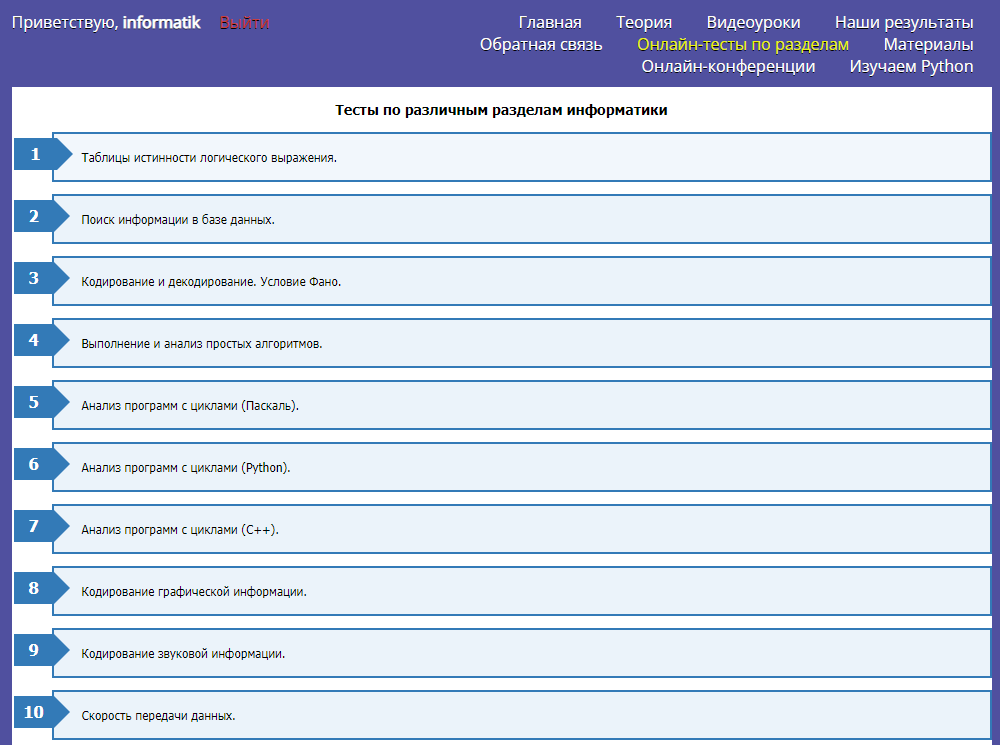 Приветствую, informatik Выйти
Главная Теория Видеоуроки Наши результаты
Обратная связь Онлайн-тесты по разделам Материалы
Онлайн-конференции Изучаем Python
Тесты по различным разделам информатики
1 Таблицы истинности логического выражения.
2 Поиск информации в базе данных.
3 Кодирование и декодирование. Условие Фано.
4 Выполнение и анализ простых алгоритмов.
5 Анализ программ с циклами (Паскаль).
6 Анализ программ с циклами (Python).
7 Анализ программ с циклами (C++).
8 Кодирование графической информации.
9 Кодирование звуковой информации.
10 Скорость передачи данных.